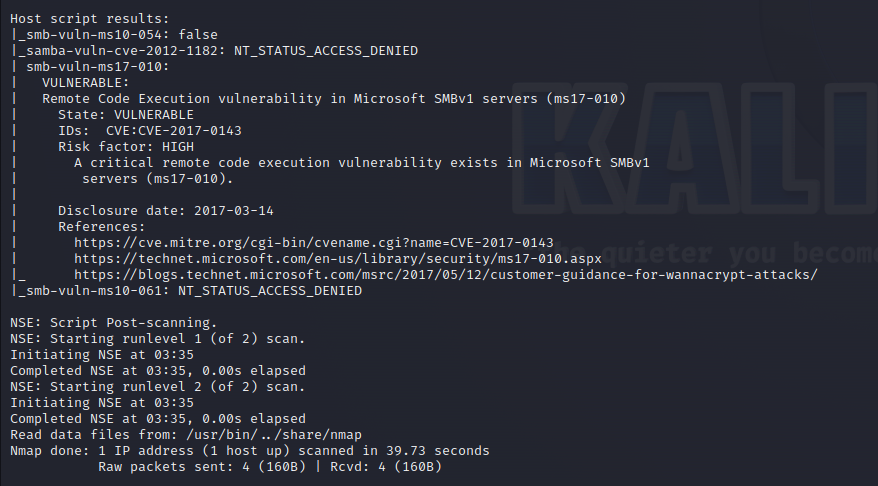 Host script results:
|_smb-vuln-ms10-054: false
|_samba-vuln-cve-2012-1182: NT_STATUS_ACCESS_DENIED
| smb-vuln-ms17-010:
|   VULNERABLE:
|   Remote Code Execution vulnerability in Microsoft SMBv1 servers (ms17-010)
|     State: VULNERABLE
|     IDs:  CVE:CVE-2017-0143
|     Risk factor: HIGH
|       A critical remote code execution vulnerability exists in Microsoft SMBv1
|        servers (ms17-010).
|
|     Disclosure date: 2017-03-14
|     References:
|       https://cve.mitre.org/cgi-bin/cvename.cgi?name=CVE-2017-0143
|       https://technet.microsoft.com/en-us/library/security/ms17-010.aspx
|_      https://blogs.technet.microsoft.com/msrc/2017/05/12/customer-guidance-for-wannacrypt-attacks/
|_smb-vuln-ms10-061: NT_STATUS_ACCESS_DENIED
NSE: Script Post-scanning.
NSE: Starting runlevel 1 (of 2) scan.
Initiating NSE at 03:35
Completed NSE at 03:35, 0.00s elapsed
NSE: Starting runlevel 2 (of 2) scan.
Initiating NSE at 03:35
Completed NSE at 03:35, 0.00s elapsed
Read data files from: /usr/bin/../share/nmap
Nmap done: 1 IP address (1 host up) scanned in 39.73 seconds
           Raw packets sent: 4 (160B) | Rcvd: 4 (160B)
KALI
quieter you become